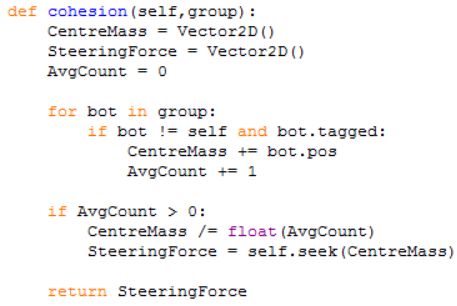 def cohesion(self,group):
    CentreMass = Vector2D()
    SteeringForce = Vector2D()
    AvgCount = 0

    for bot in group:
        if bot != self and bot.tagged:
            CentreMass += bot.pos
            AvgCount += 1

    if AvgCount > 0:
        CentreMass /= float(AvgCount)
        SteeringForce = self.seek(CentreMass)

    return SteeringForce